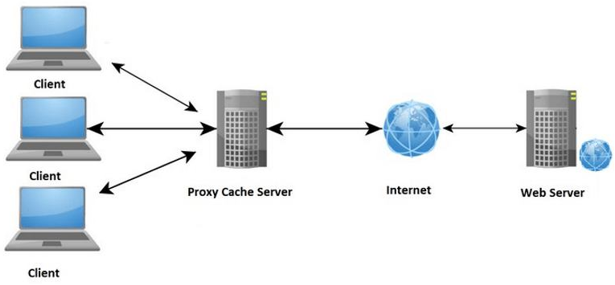 Client
Client
Client
Proxy Cache Server
Internet
Web Server